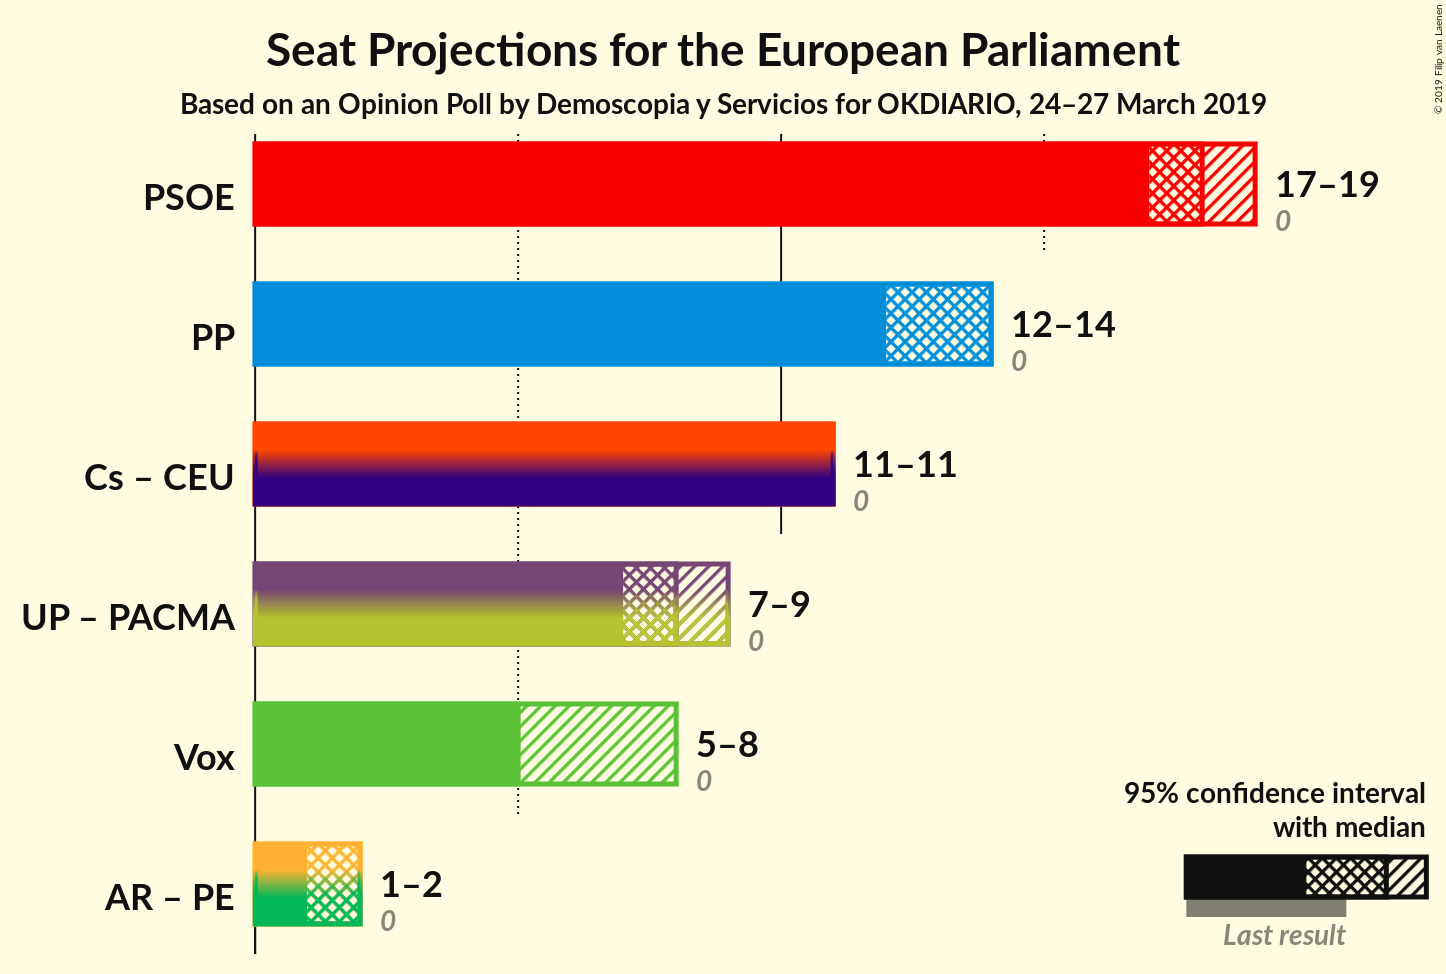 Seat Projections for the European Parliament
Based on an Opinion Poll by Demoscopia y Servicios for OKDIARIO, 24–27 March 2019
© 2019 Filip van Laenen
PSOE
17–19
0
PP
12–14
0
Cs – CEU
11–11
0
UP – PACMA
7–9
0
Vox
5–8
0
AR – PE
1–2
0
95% confidence interval
with median
Last result